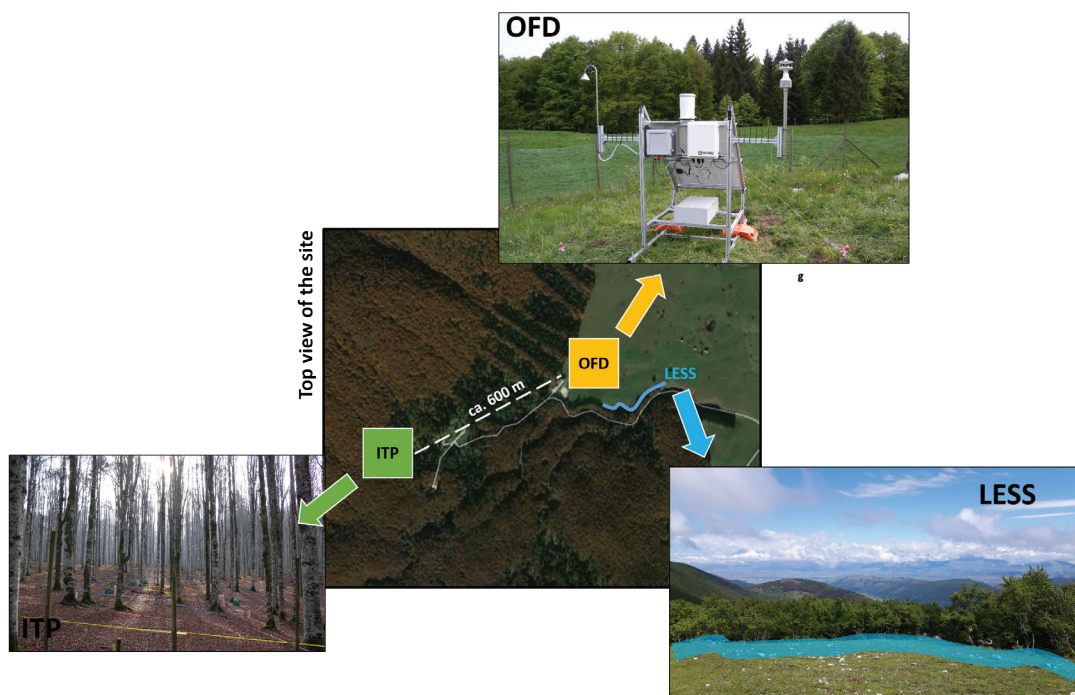 OFD
Top view of the site
g
OFD
LESS
ca. 600 m
ITP
LESS
ITP